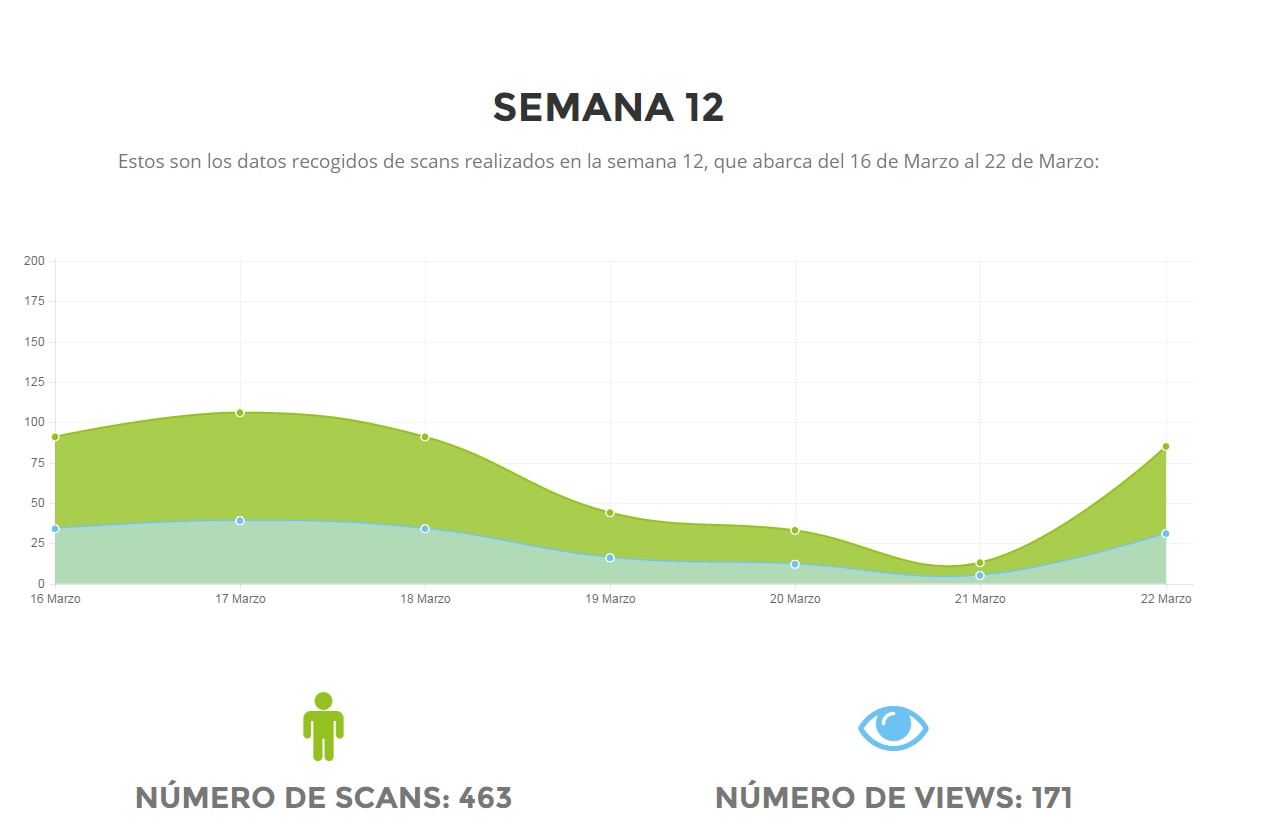 SEMANA 12
Estos son los datos recogidos de scans realizados en la semana 12, que abarca del 16 de Marzo al 22 de Marzo:
200
175
150
125
100
75
50
25
0
16 Marzo 17 Marzo 18 Marzo 19 Marzo 20 Marzo 21 Marzo 22 Marzo
NÚMERO DE SCANS: 463 NÚMERO DE VIEWS: 171